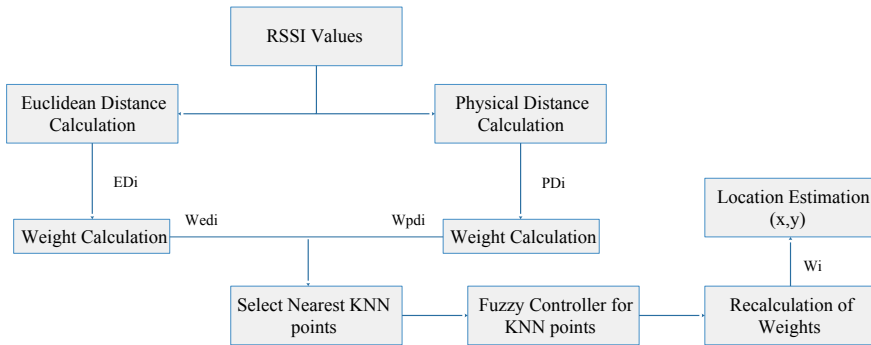 RSSI Values
Euclidean Distance
Calculation
Physical Distance
Calculation
EDi
PDi
Location Estimation
(x,y)
Weight Calculation
Wedi
Wpdi
Weight Calculation
Wi
Select Nearest KNN
points
Fuzzy Controller for
KNN points
Recalculation of
Weights